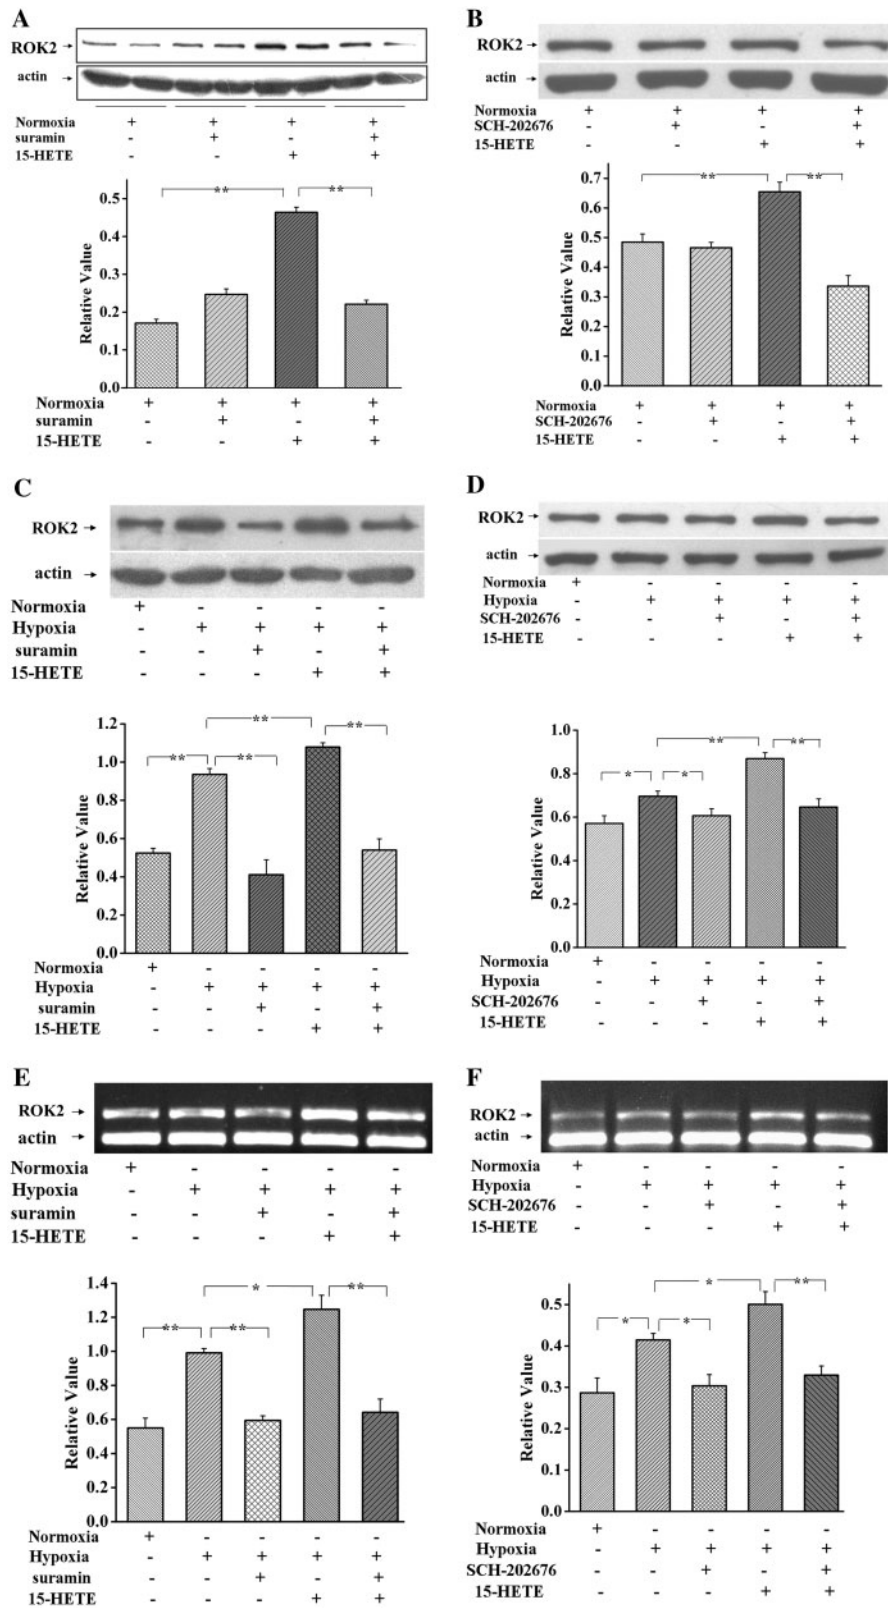 A
ROK2
actin
Normoxia + + + +
suramin - + - +
15-HETE - - + +
** **
0.5
0.4
0.3
0.2
0.1
0.0
Relative Value
Normoxia + + + +
suramin - + - +
15-HETE - - + +
B
ROK2
actin
Normoxia + + + +
SCH-202676 - + - +
15-HETE - - + +
** **
0.7
0.6
0.5
0.4
0.3
0.2
0.1
0.0
Relative Value
Normoxia + + + +
SCH-202676 - + - +
15-HETE - - + +
C
ROK2
actin
Normoxia + - - - -
Hypoxia - + + + +
suramin - - + - +
15-HETE - - - + +
** **
** **
1.2
1.0
0.8
0.6
0.4
0.2
0.0
Relative Value
Normoxia + - - - -
Hypoxia - + + + +
suramin - - + - +
15-HETE - - - + +
D
ROK2
actin
Normoxia + - - - -
Hypoxia - + + + +
SCH-202676 - - + - +
15-HETE - - - + +
** **
* *
1.0
0.8
0.6
0.4
0.2
0.0
Relative Value
Normoxia + - - - -
Hypoxia - + + + +
SCH-202676 - - + - +
15-HETE - - - + +
E
ROK2
actin
Normoxia + - - - -
Hypoxia - + + + +
suramin - - + - +
15-HETE - - - + +
* **
** **
1.4
1.2
1.0
0.8
0.6
0.4
0.2
0.0
Relative Value
Normoxia + - - - -
Hypoxia - + + + +
suramin - - + - +
15-HETE - - - + +
F
ROK2
actin
Normoxia + - - - -
Hypoxia - + + + +
SCH-202676 - - + - +
15-HETE - - - + +
* **
* *
0.5
0.4
0.3
0.2
0.1
0.0
Relative Value
Normoxia + - - - -
Hypoxia - + + + +
SCH-202676 - - + - +
15-HETE - - - + +